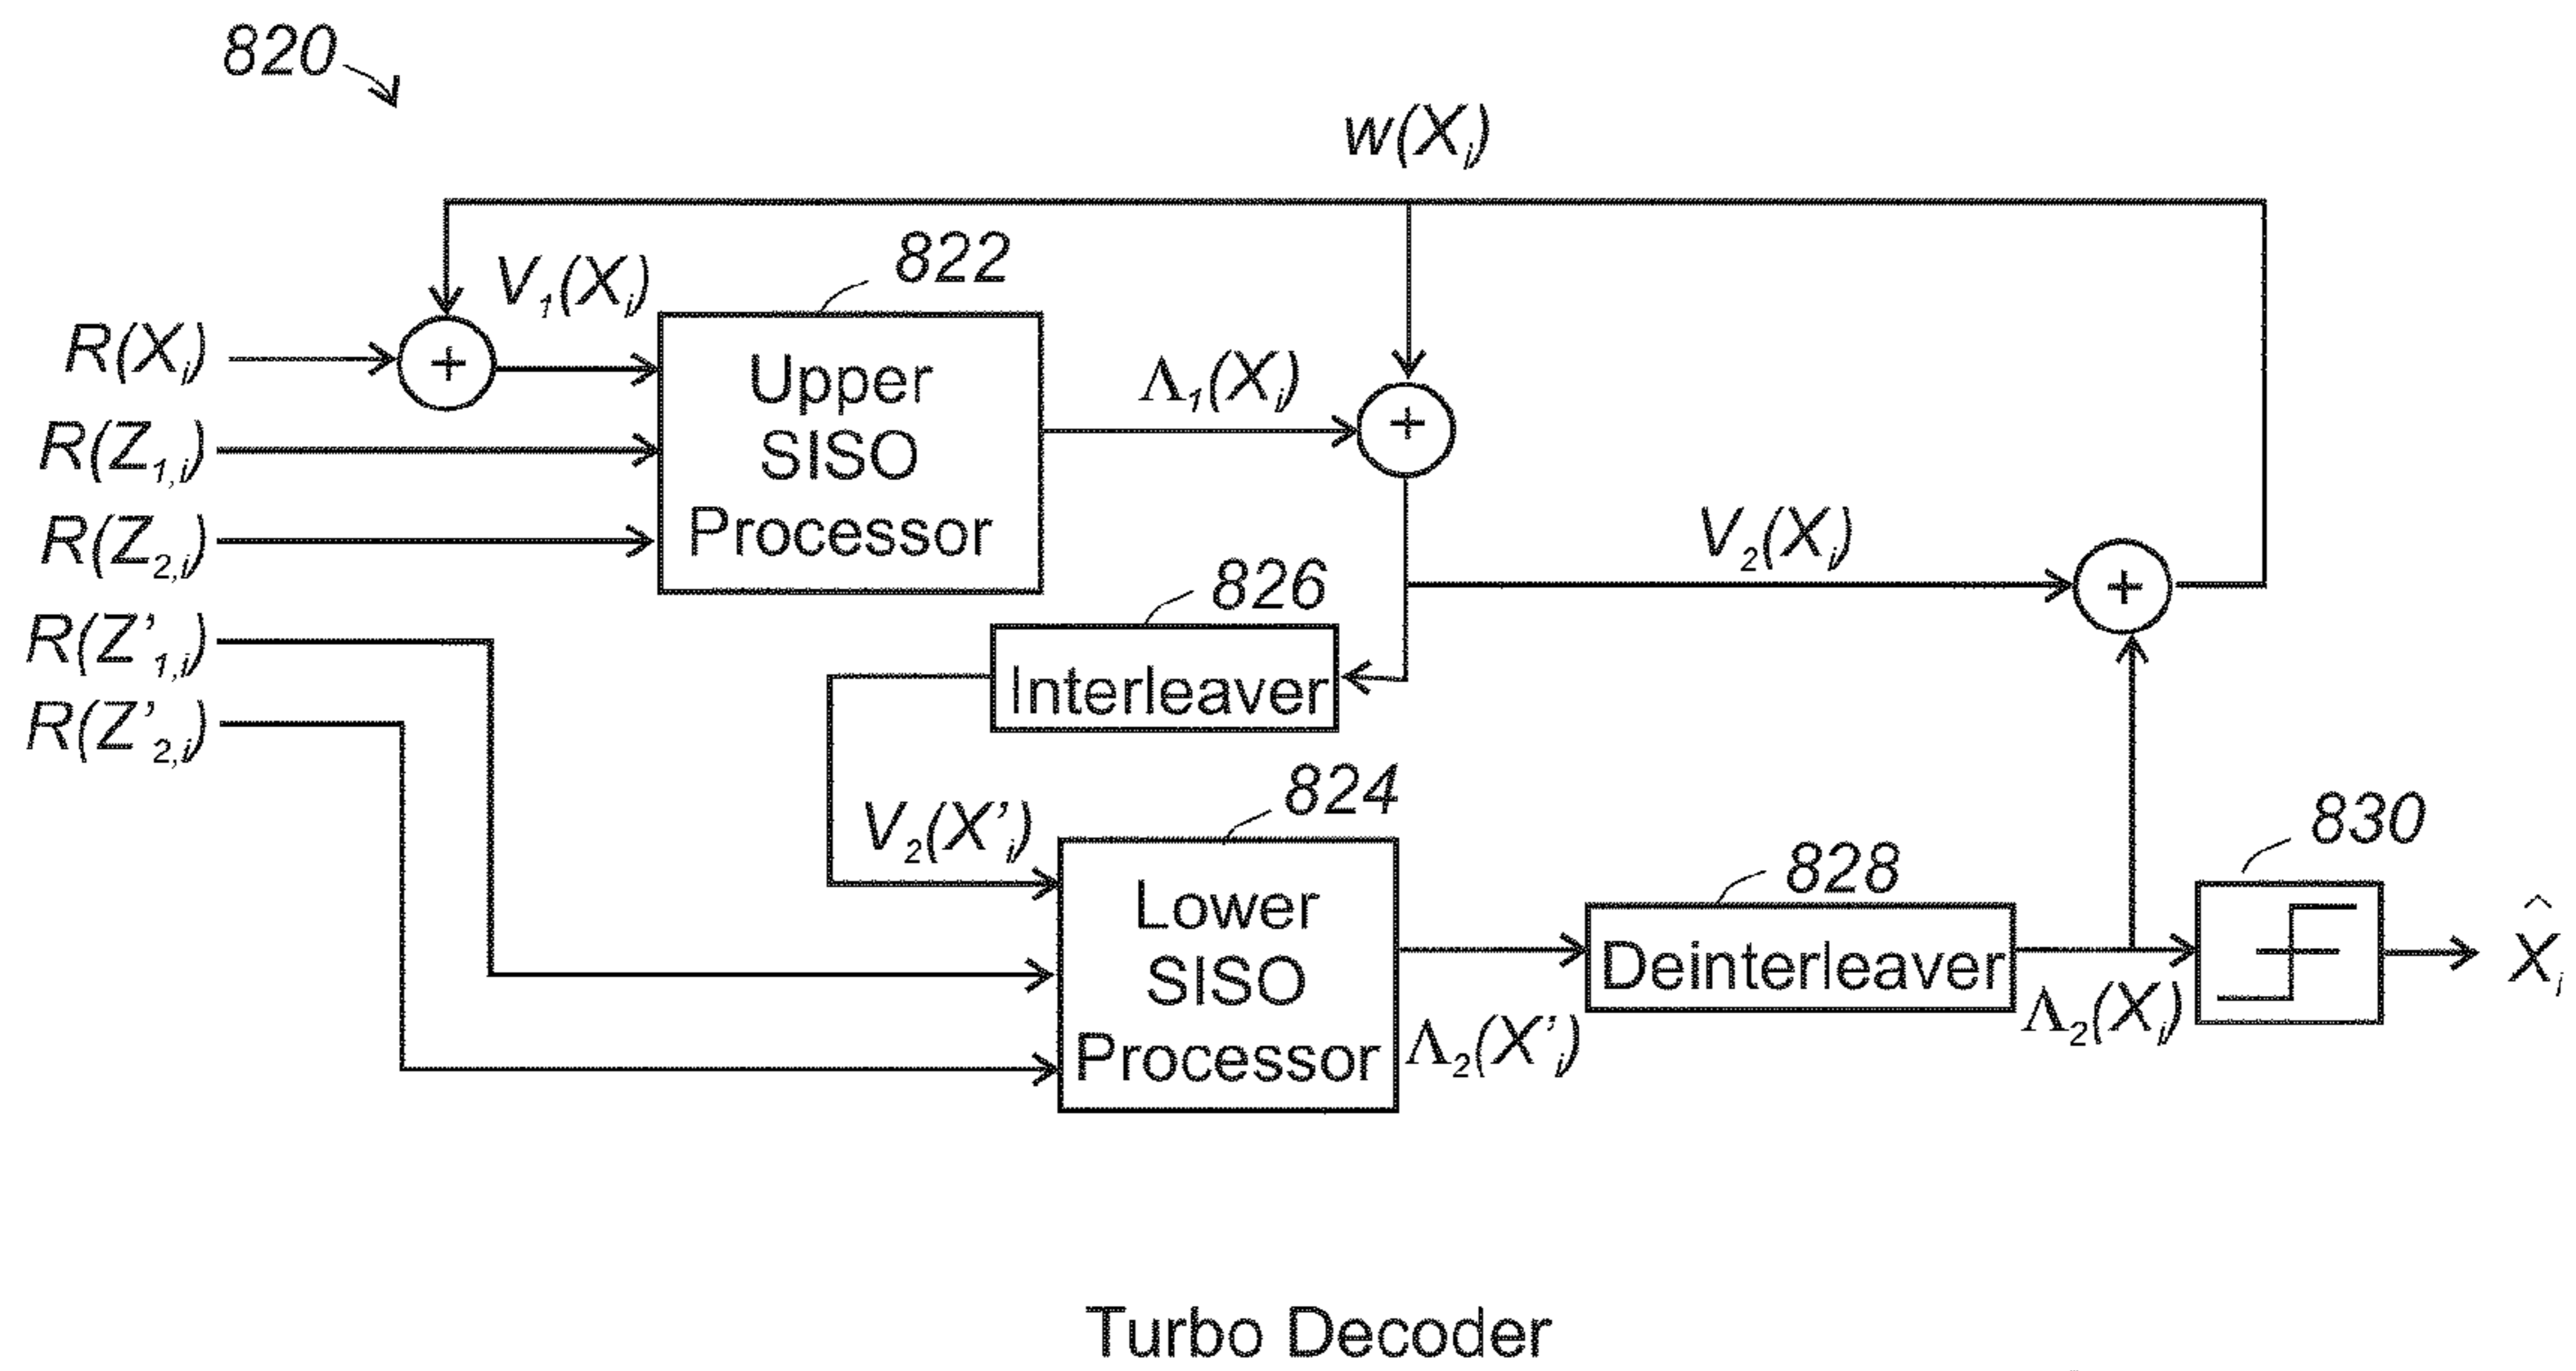 820
w(Xi)
V1(Xi)
822
R(Xi)
+
Upper
SISO
Processor
Λ1(Xi)
+
R(Z1,i)
R(Z2,i)
V2(Xi)
+
826
Interleaver
R(Z'1,i)
R(Z'2,i)
V2(X'i)
824
Lower
SISO
Processor
Λ2(X'i)
828
Deinterleaver
Λ2(Xi)
830
X̂i
Turbo Decoder